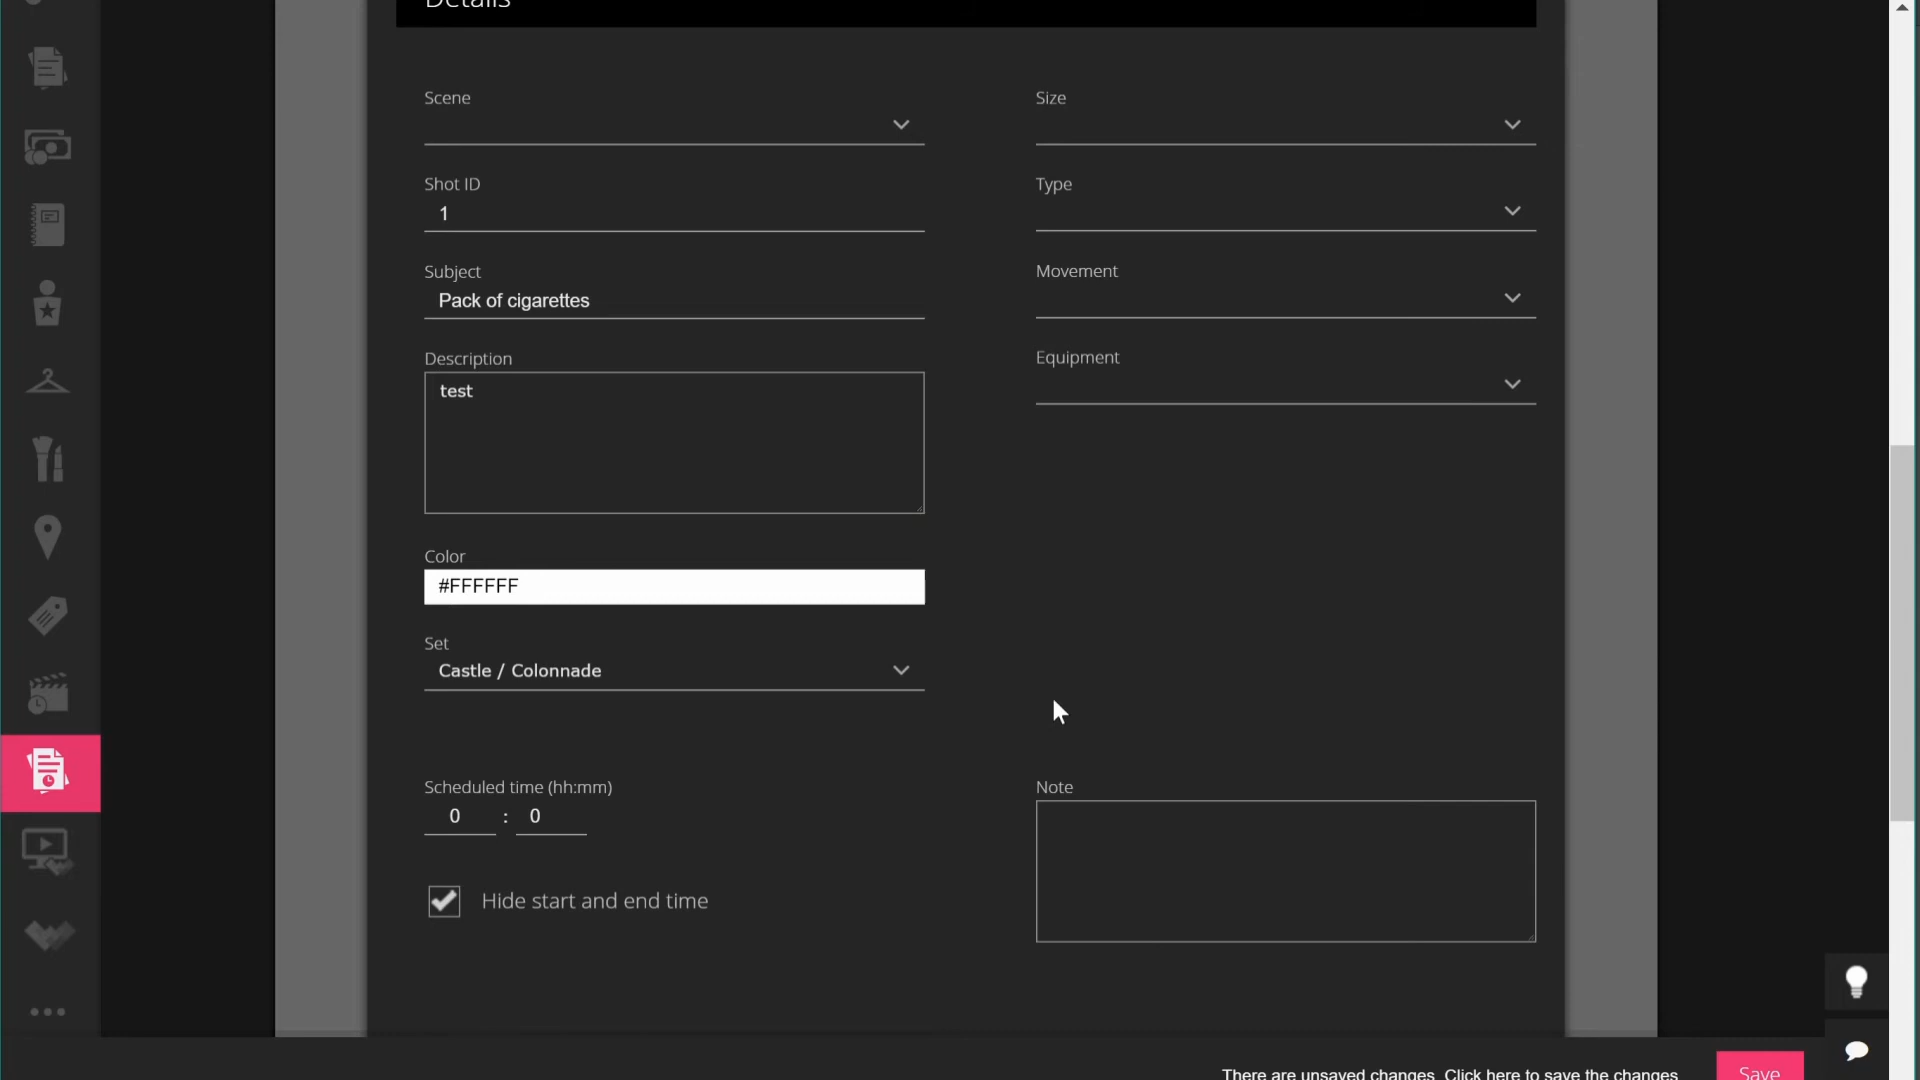 Details
Scene
Size
Shot ID
1
Type
Subject
Pack of cigarettes
Movement
Description
test
Equipment
Color
#FFFFFF
Set
Castle / Colonnade
Scheduled time (hh:mm)
0 : 0
Note
Hide start and end time
There are unsaved changes. Click here to save the changes
Save